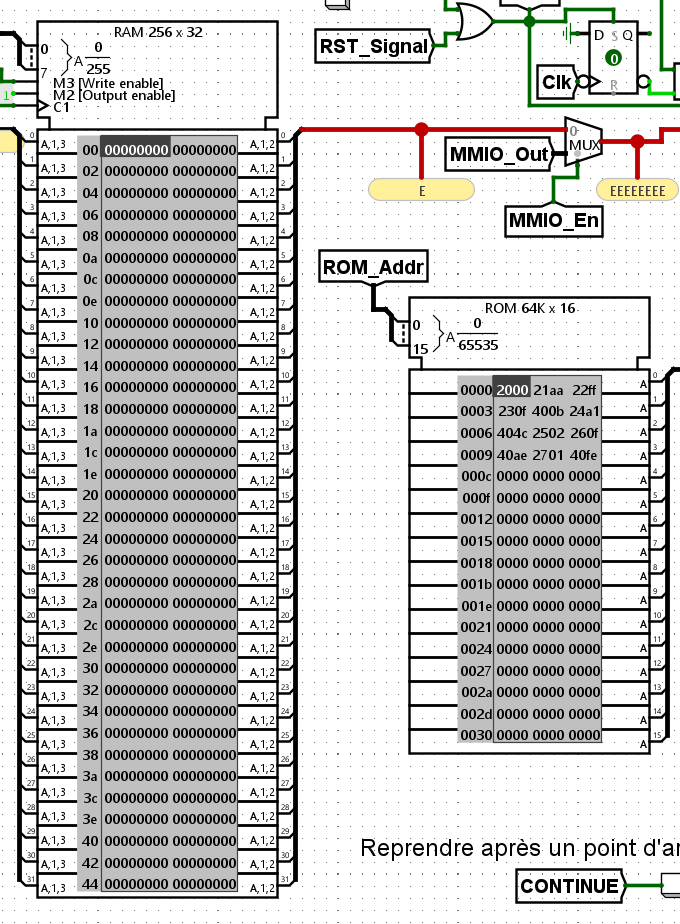 RAM 256 x 32
0
7
A
0
255
M3 [Write enable]
M2 [Output enable]
C1
1
RST_Signal
D S Q
0
R
Clk
0
MUX
MMIO_Out
MMIO_En
E
EEEEEEEE
ROM_Addr
00 00000000 00000000
02 00000000 00000000
04 00000000 00000000
06 00000000 00000000
08 00000000 00000000
0a 00000000 00000000
0c 00000000 00000000
0e 00000000 00000000
10 00000000 00000000
12 00000000 00000000
14 00000000 00000000
16 00000000 00000000
18 00000000 00000000
1a 00000000 00000000
1c 00000000 00000000
1e 00000000 00000000
20 00000000 00000000
22 00000000 00000000
24 00000000 00000000
26 00000000 00000000
28 00000000 00000000
2a 00000000 00000000
2c 00000000 00000000
2e 00000000 00000000
30 00000000 00000000
32 00000000 00000000
34 00000000 00000000
36 00000000 00000000
38 00000000 00000000
3a 00000000 00000000
3c 00000000 00000000
3e 00000000 00000000
40 00000000 00000000
42 00000000 00000000
44 00000000 00000000
ROM 64K x 16
0
15
A
0
65535
0000 2000 21aa 22ff
0003 230f 400b 24a1
0006 404c 2502 260f
0009 40ae 2701 40fe
000c 0000 0000 0000
000f 0000 0000 0000
0012 0000 0000 0000
0015 0000 0000 0000
0018 0000 0000 0000
001b 0000 0000 0000
001e 0000 0000 0000
0021 0000 0000 0000
0024 0000 0000 0000
0027 0000 0000 0000
002a 0000 0000 0000
002d 0000 0000 0000
0030 0000 0000 0000
Reprendre après un point d'ar
CONTINUE